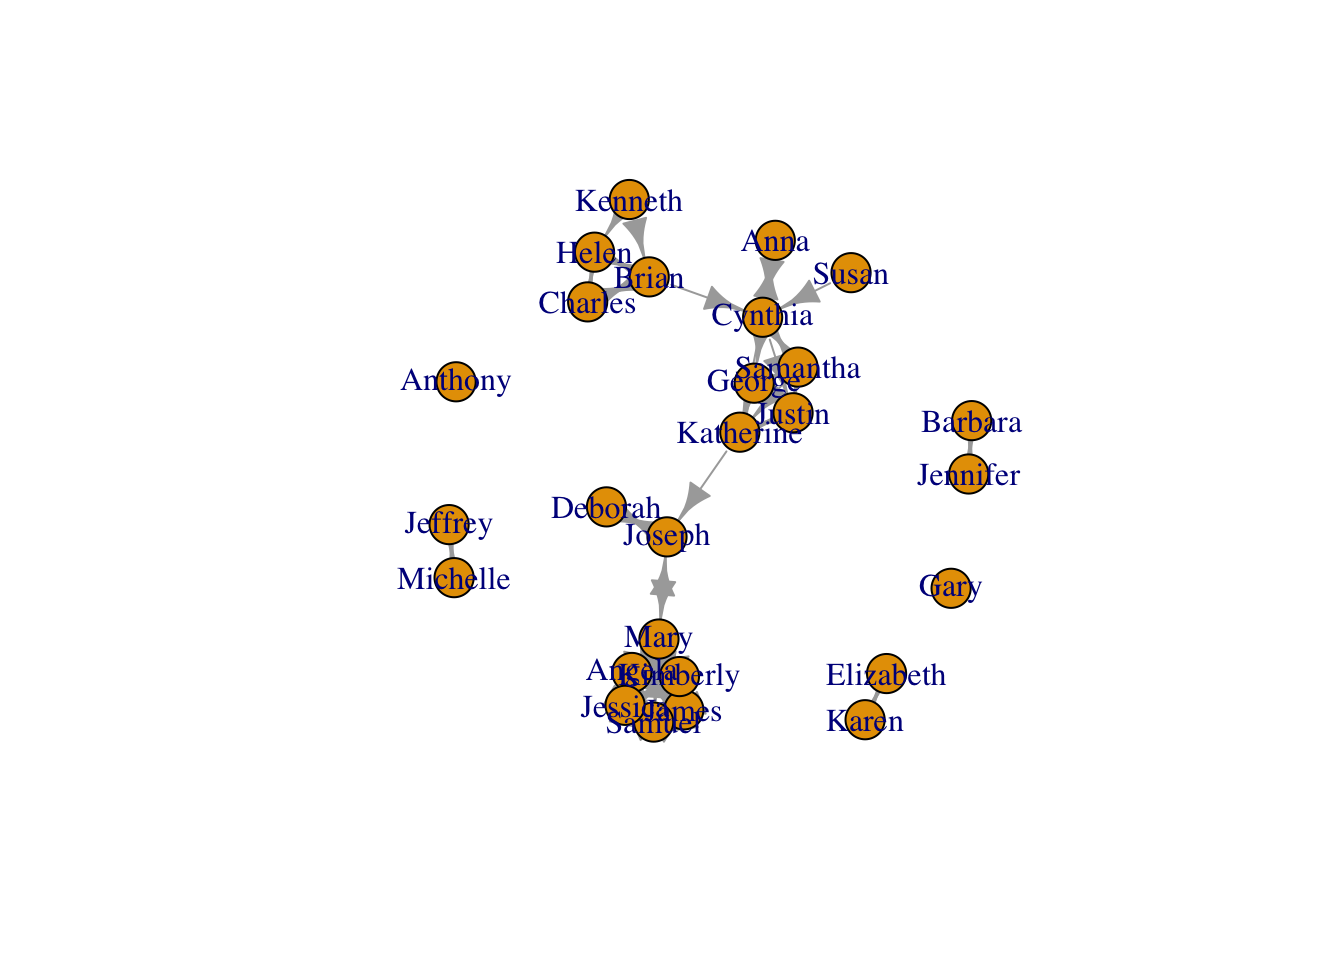 Kenneth
Anna
Helen
Susan
Brian
Charles
Cynthia
Samantha
George
Anthony
Justin
Barbara
Katherine
Jennifer
Deborah
Jeffrey
Joseph
Michelle
Gary
Mary
Angela
Kimberly
Elizabeth
Jessica
James
Samuel
Karen